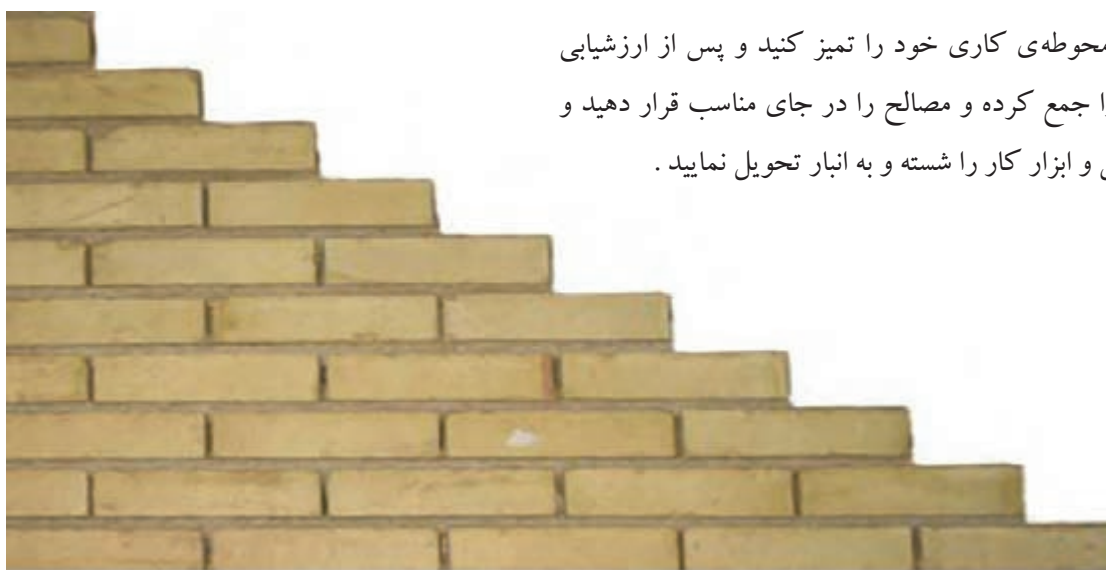 محوطه‌ی کاری خود را تمیز کنید و پس از ارزشیابی
جمع کرده و مصالح را در جای مناسب قرار دهید و
و ابزار کار را شسته و به انبار تحویل نمایید .